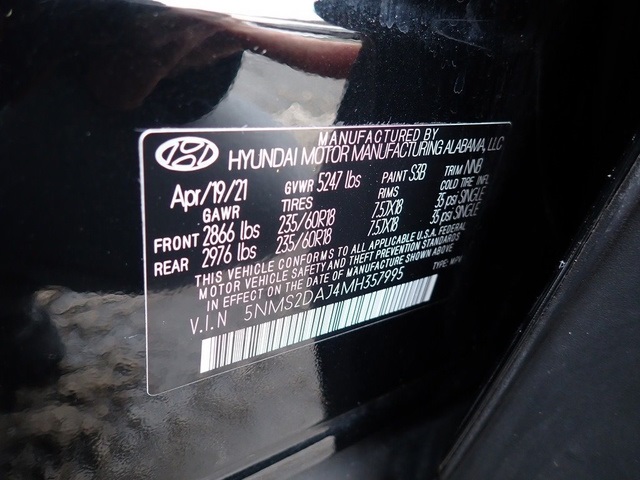 MANUFACTURED BY
HYUNDAI MOTOR MANUFACTURING ALABAMA, LLC
Apr/19/21 GVWR 5247 lbs PAINT S3B TRIM NNB
GAWR TIRES RIMS COLD TIRE INFL
FRONT 2866 lbs 235/60R18 7.5JX18 35 psi SINGLE
REAR 2976 lbs 235/60R18 7.5JX18 35 psi SINGLE
THIS VEHICLE CONFORMS TO ALL APPLICABLE U.S.A. FEDERAL
MOTOR VEHICLE SAFETY AND THEFT PREVENTION STANDARDS
IN EFFECT ON THE DATE OF MANUFACTURE SHOWN ABOVE
V.I.N 5NMS2DAJ4MH357995 TYPE: MPV